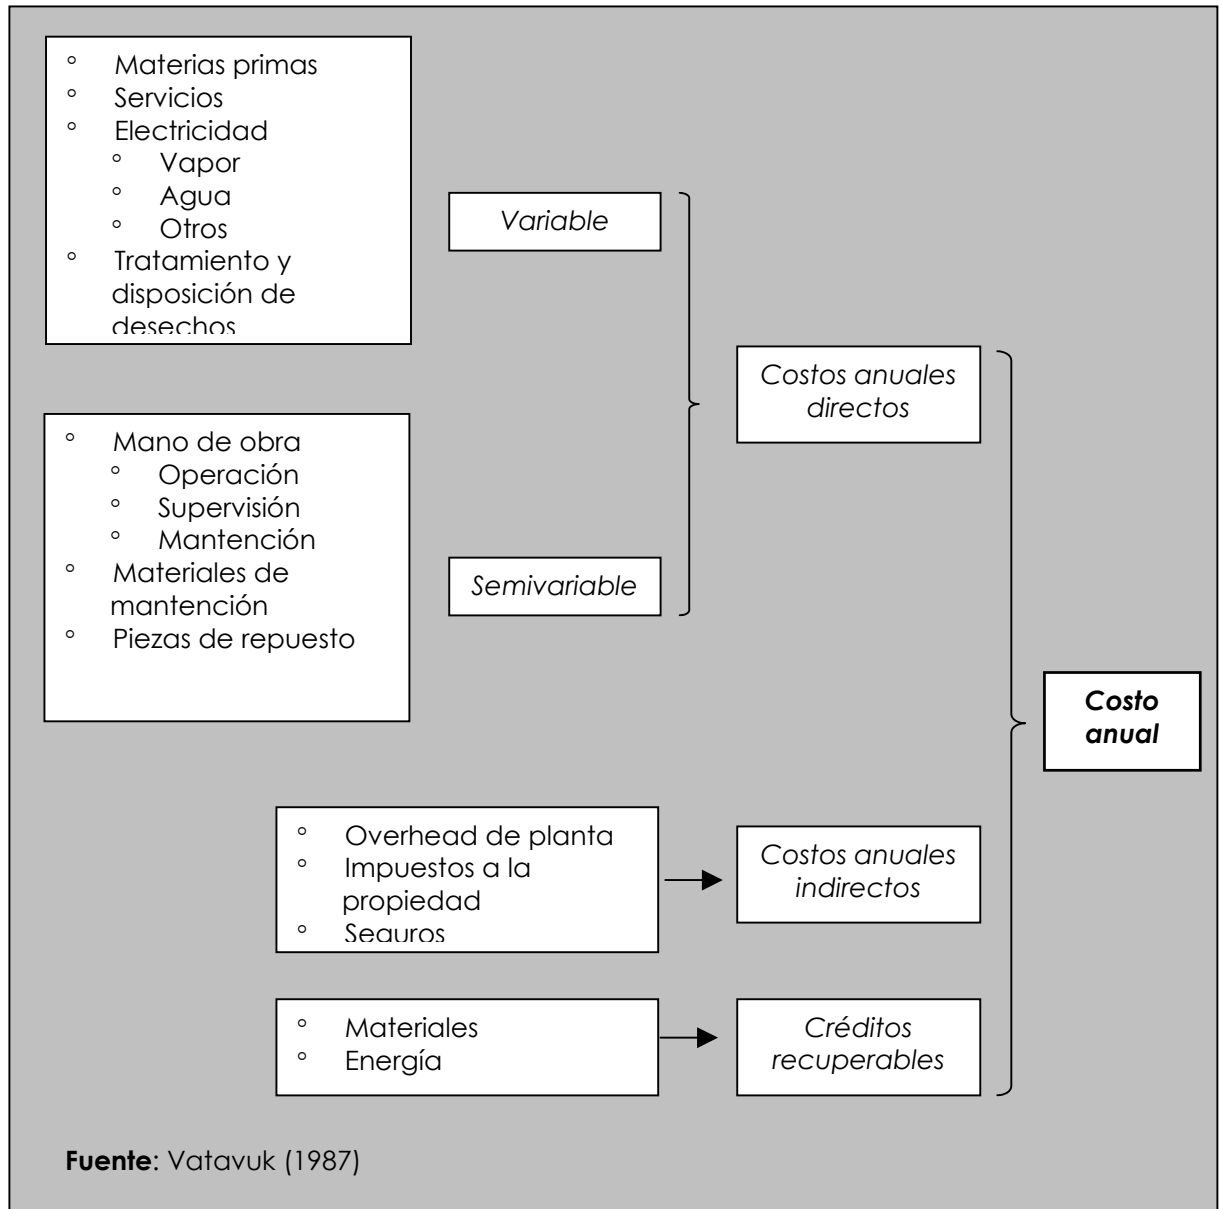 ° Materias primas
° Servicios
° Electricidad
° Vapor
° Agua
° Otros
° Tratamiento y
disposición de
desechos
Variable
Costos anuales
directos
° Mano de obra
° Operación
° Supervisión
° Mantención
° Materiales de
mantención
° Piezas de repuesto
Semivariable
Costo
anual
° Overhead de planta
° Impuestos a la
propiedad
° Seguros
Costos anuales
indirectos
° Materiales
° Energía
Créditos
recuperables
Fuente: Vatavuk (1987)